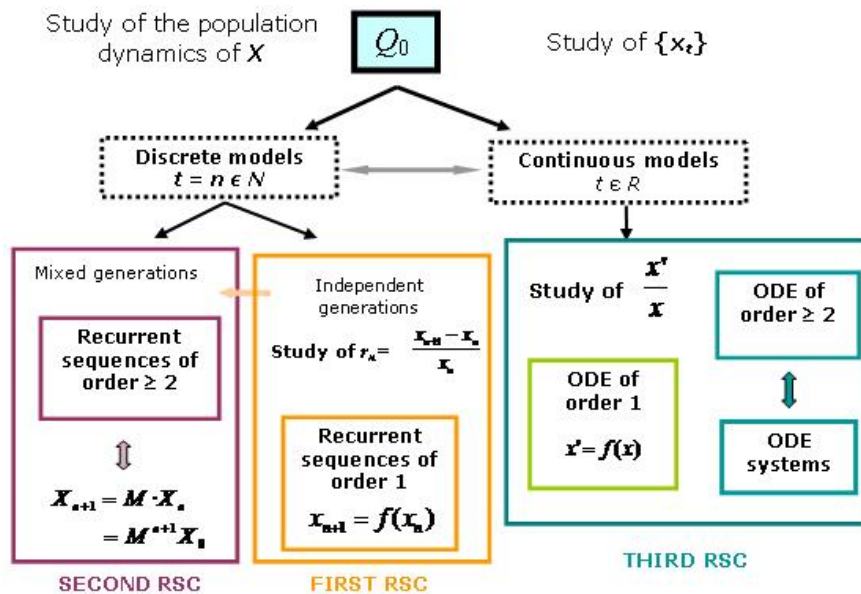 Study of the population
dynamics of X
Q₀
Study of {xₜ}
Discrete models
t = n ϵ N
Continuous models
t ϵ R
Mixed generations
Recurrent
sequences of
order ≥ 2
Xₙ₊₁ = M · Xₙ
= Mⁿ⁺¹ X₀
SECOND RSC
Independent
generations
Study of rₙ = (xₙ₊₁ − xₙ) / xₙ
Recurrent
sequences of
order 1
xₙ₊₁ = f(xₙ)
FIRST RSC
Study of x' / x
ODE of
order 1
x' = f(x)
ODE of
order ≥ 2
ODE
systems
THIRD RSC